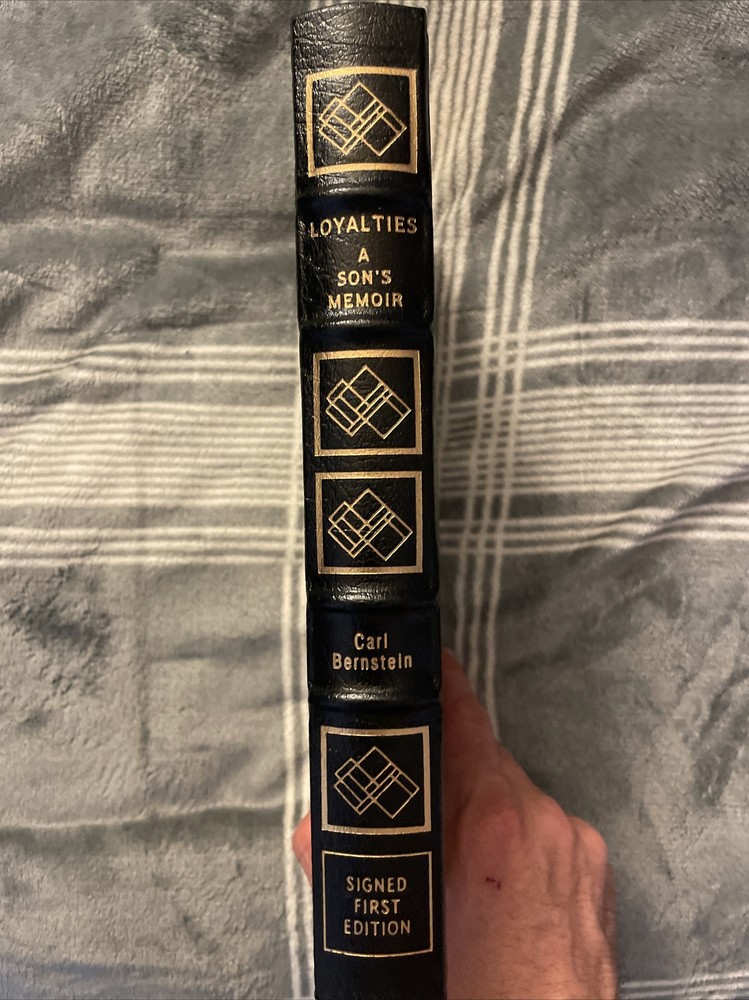 LOYALTIES
A
SON'S
MEMOIR
Carl
Bernstein
SIGNED
FIRST
EDITION